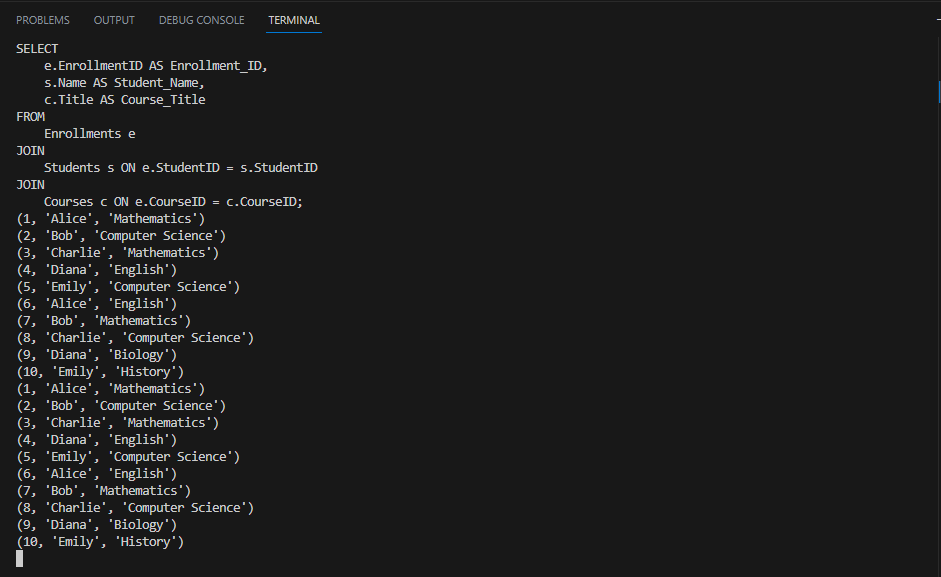 PROBLEMS OUTPUT DEBUG CONSOLE TERMINAL
SELECT
    e.EnrollmentID AS Enrollment_ID,
    s.Name AS Student_Name,
    c.Title AS Course_Title
FROM
    Enrollments e
JOIN
    Students s ON e.StudentID = s.StudentID
JOIN
    Courses c ON e.CourseID = c.CourseID;
(1, 'Alice', 'Mathematics')
(2, 'Bob', 'Computer Science')
(3, 'Charlie', 'Mathematics')
(4, 'Diana', 'English')
(5, 'Emily', 'Computer Science')
(6, 'Alice', 'English')
(7, 'Bob', 'Mathematics')
(8, 'Charlie', 'Computer Science')
(9, 'Diana', 'Biology')
(10, 'Emily', 'History')
(1, 'Alice', 'Mathematics')
(2, 'Bob', 'Computer Science')
(3, 'Charlie', 'Mathematics')
(4, 'Diana', 'English')
(5, 'Emily', 'Computer Science')
(6, 'Alice', 'English')
(7, 'Bob', 'Mathematics')
(8, 'Charlie', 'Computer Science')
(9, 'Diana', 'Biology')
(10, 'Emily', 'History')